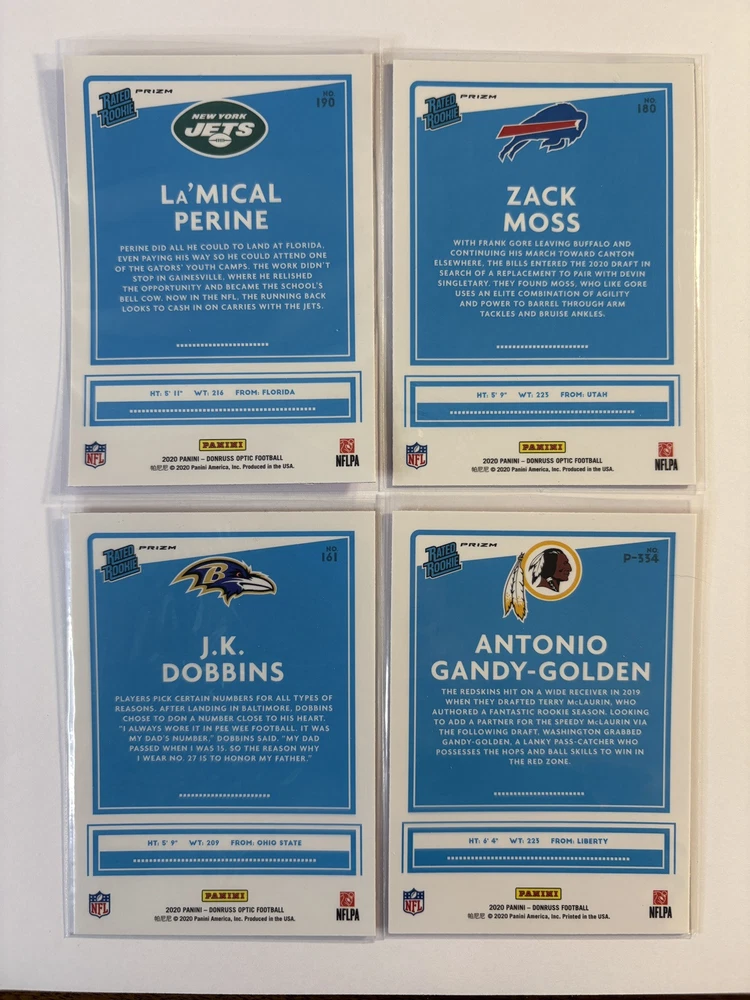 RATED ROOKIE
PRIZM
NO.
190
NEW YORK
JETS
La'MICAL
PERINE
PERINE DID ALL HE COULD TO LAND AT FLORIDA,
EVEN PAYING HIS WAY SO HE COULD ATTEND ONE
OF THE GATORS' YOUTH CAMPS. THE WORK DIDN'T
STOP IN GAINESVILLE, WHERE HE RELISHED
THE OPPORTUNITY AND BECAME THE SCHOOL'S
BELL COW. NOW IN THE NFL, THE RUNNING BACK
LOOKS TO CASH IN ON CARRIES WITH THE JETS.
HT: 5' 11" WT: 216 FROM: FLORIDA
NFL
PANINI
2020 PANINI – DONRUSS OPTIC FOOTBALL
帕尼尼 © 2020 Panini America, Inc. Produced in the USA.
NFLPA
RATED ROOKIE
PRIZM
NO.
180
ZACK
MOSS
WITH FRANK GORE LEAVING BUFFALO AND
CONTINUING HIS MARCH TOWARD CANTON
ELSEWHERE, THE BILLS ENTERED THE 2020 DRAFT IN
SEARCH OF A REPLACEMENT TO PAIR WITH DEVIN
SINGLETARY. THEY FOUND MOSS, WHO LIKE GORE
USES AN ELITE COMBINATION OF AGILITY
AND POWER TO BARREL THROUGH ARM
TACKLES AND BRUISE ANKLES.
HT: 5' 9" WT: 223 FROM: UTAH
NFL
PANINI
2020 PANINI – DONRUSS OPTIC FOOTBALL
帕尼尼 © 2020 Panini America, Inc. Produced in the USA.
NFLPA
RATED ROOKIE
PRIZM
NO.
161
B
J.K.
DOBBINS
PLAYERS PICK CERTAIN NUMBERS FOR ALL TYPES OF
REASONS. AFTER LANDING IN BALTIMORE, DOBBINS
CHOSE TO DON A NUMBER CLOSE TO HIS HEART.
"I ALWAYS WORE IT IN PEE WEE FOOTBALL. IT WAS
MY DAD'S NUMBER," DOBBINS SAID. "MY DAD
PASSED WHEN I WAS 15. SO THE REASON WHY
I WEAR NO. 27 IS TO HONOR MY FATHER."
HT: 5' 9" WT: 209 FROM: OHIO STATE
NFL
PANINI
2020 PANINI – DONRUSS OPTIC FOOTBALL
帕尼尼 © 2020 Panini America, Inc. Produced in the USA.
NFLPA
RATED ROOKIE
PRIZM
NO.
P-334
ANTONIO
GANDY-GOLDEN
THE REDSKINS HIT ON A WIDE RECEIVER IN 2019
WHEN THEY DRAFTED TERRY McLAURIN, WHO
AUTHORED A FANTASTIC ROOKIE SEASON. LOOKING
TO ADD A PARTNER FOR THE SPEEDY McLAURIN VIA
THE FOLLOWING DRAFT, WASHINGTON GRABBED
GANDY-GOLDEN, A LANKY PASS-CATCHER WHO
POSSESSES THE HOPS AND BALL SKILLS TO WIN IN
THE RED ZONE.
HT: 6' 4" WT: 223 FROM: LIBERTY
NFL
PANINI
2020 PANINI – DONRUSS OPTIC FOOTBALL
帕尼尼 © 2020 Panini America, Inc. Printed in the USA.
NFLPA